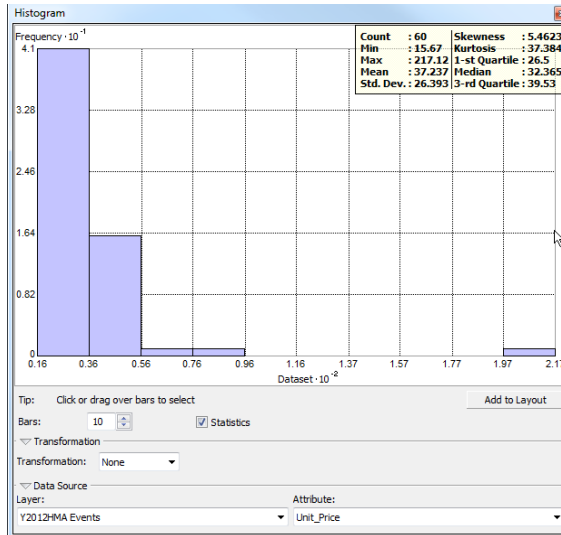 Histogram
Frequency · 10 -1
Count : 60 Skewness : 5.4623
Min : 15.67 Kurtosis : 37.384
Max : 217.12 1-st Quartile : 26.5
Mean : 37.237 Median : 32.365
Std. Dev. : 26.393 3-rd Quartile : 39.53
4.1
3.28
2.46
1.64
0.82
0
0.16 0.36 0.56 0.76 0.96 1.16 1.37 1.57 1.77 1.97 2.17
Dataset · 10 -2
Tip: Click or drag over bars to select
Add to Layout
Bars: 10 Statistics
Transformation
Transformation: None
Data Source
Layer: Attribute:
Y2012HMA Events Unit_Price